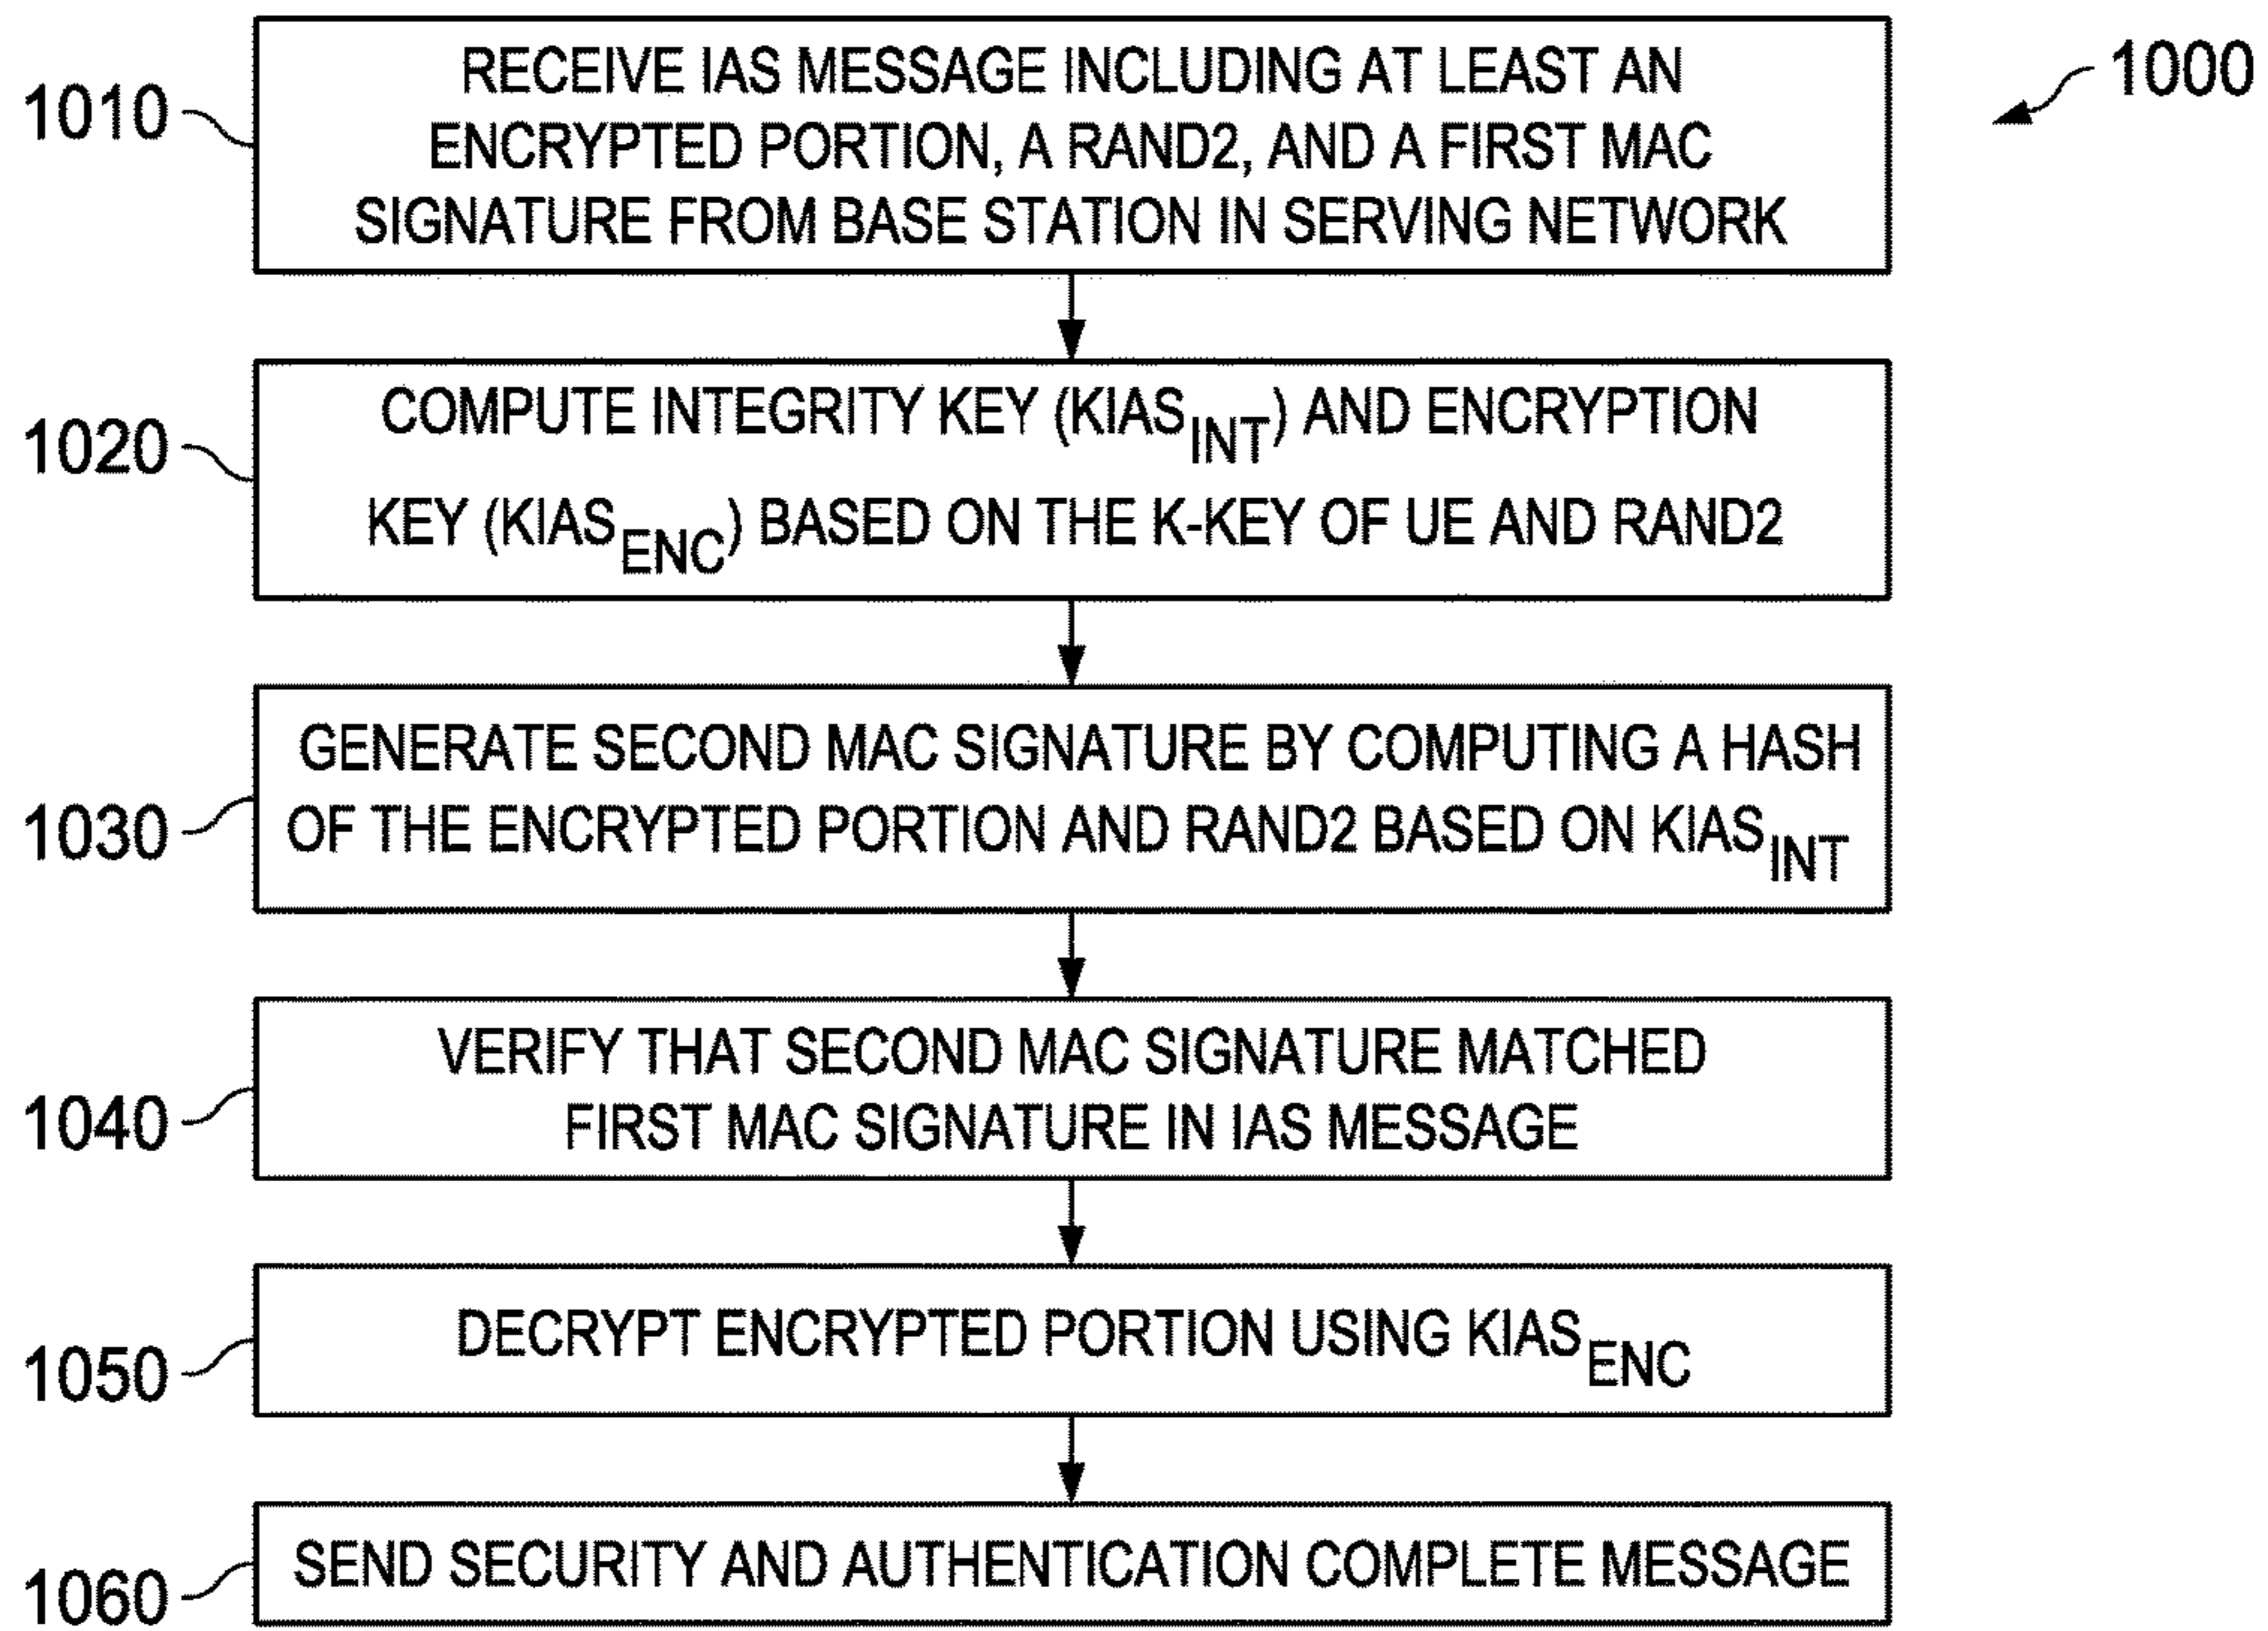 1000
1010
RECEIVE IAS MESSAGE INCLUDING AT LEAST AN
ENCRYPTED PORTION, A RAND2, AND A FIRST MAC
SIGNATURE FROM BASE STATION IN SERVING NETWORK
1020
COMPUTE INTEGRITY KEY (KIAS_INT) AND ENCRYPTION
KEY (KIAS_ENC) BASED ON THE K-KEY OF UE AND RAND2
1030
GENERATE SECOND MAC SIGNATURE BY COMPUTING A HASH
OF THE ENCRYPTED PORTION AND RAND2 BASED ON KIAS_INT
1040
VERIFY THAT SECOND MAC SIGNATURE MATCHED
FIRST MAC SIGNATURE IN IAS MESSAGE
1050
DECRYPT ENCRYPTED PORTION USING KIAS_ENC
1060
SEND SECURITY AND AUTHENTICATION COMPLETE MESSAGE